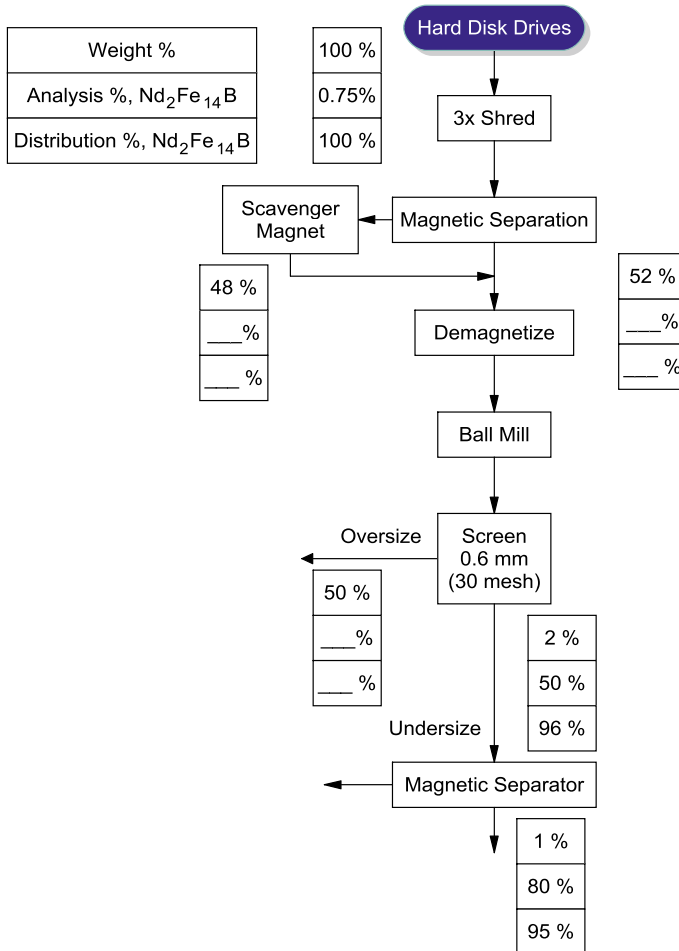 Hard Disk Drives
Weight % 100 %
Analysis %, Nd2Fe14B 0.75%
Distribution %, Nd2Fe14B 100 %
3x Shred
Scavenger
Magnet
Magnetic Separation
48 %
___%
___ %
52 %
___%
___ %
Demagnetize
Ball Mill
Oversize
Screen
0.6 mm
(30 mesh)
50 %
___%
___ %
2 %
50 %
96 %
Undersize
Magnetic Separator
1 %
80 %
95 %